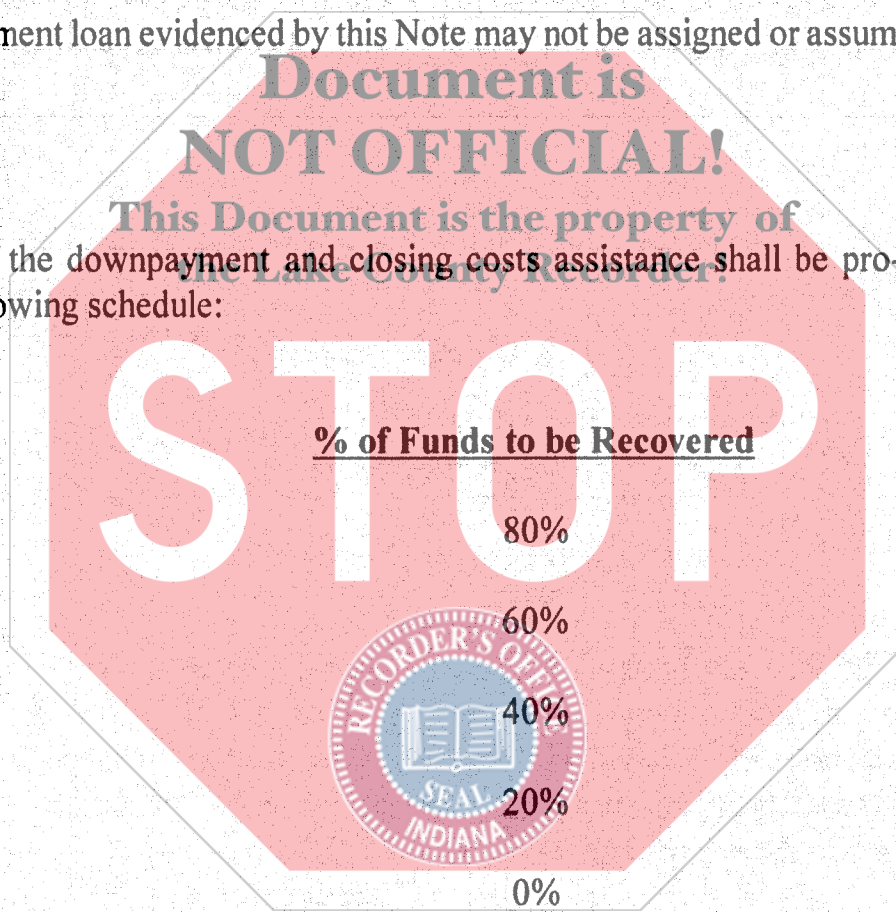 ment loan evidenced by this Note may not be assigned or assum
Document is
NOT OFFICIAL!
This Document is the property of
the Lake County Recorder!
the downpayment and closing costs assistance shall be pro-
owing schedule:
STOP
% of Funds to be Recovered
80%
60%
40%
20%
0%
RECORDER'S OFFICE
SEAL
INDIANA